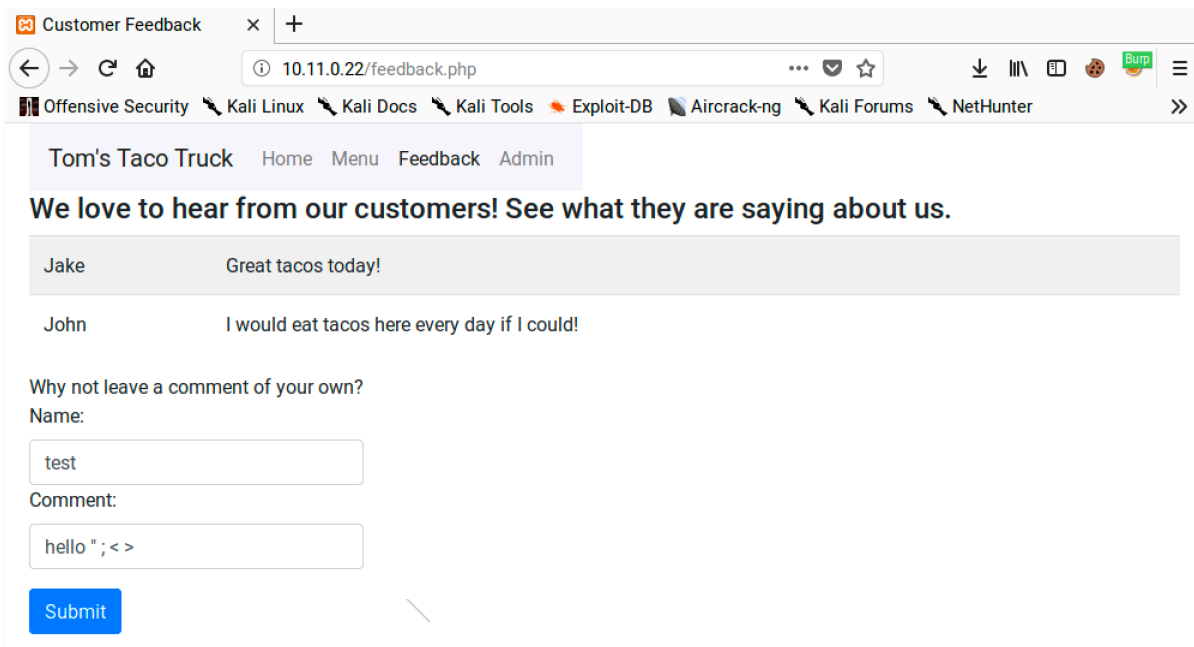 Customer Feedback
10.11.0.22/feedback.php
Burp
Offensive Security Kali Linux Kali Docs Kali Tools Exploit-DB Aircrack-ng Kali Forums NetHunter
Tom's Taco Truck Home Menu Feedback Admin
We love to hear from our customers! See what they are saying about us.
Jake Great tacos today!
John I would eat tacos here every day if I could!
Why not leave a comment of your own?
Name:
test
Comment:
hello " ; < >
Submit